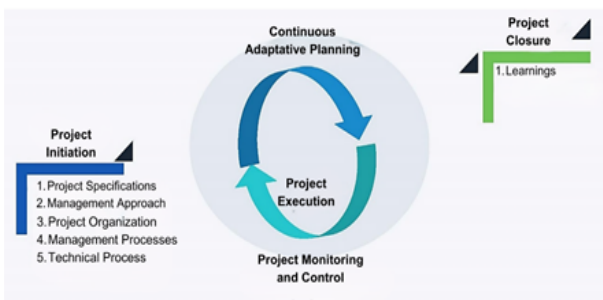 Project
Initiation
1. Project Specifications
2. Management Approach
3. Project Organization
4. Management Processes
5. Technical Process
Continuous
Adaptative Planning
Project
Execution
Project Monitoring
and Control
Project
Closure
1. Learnings